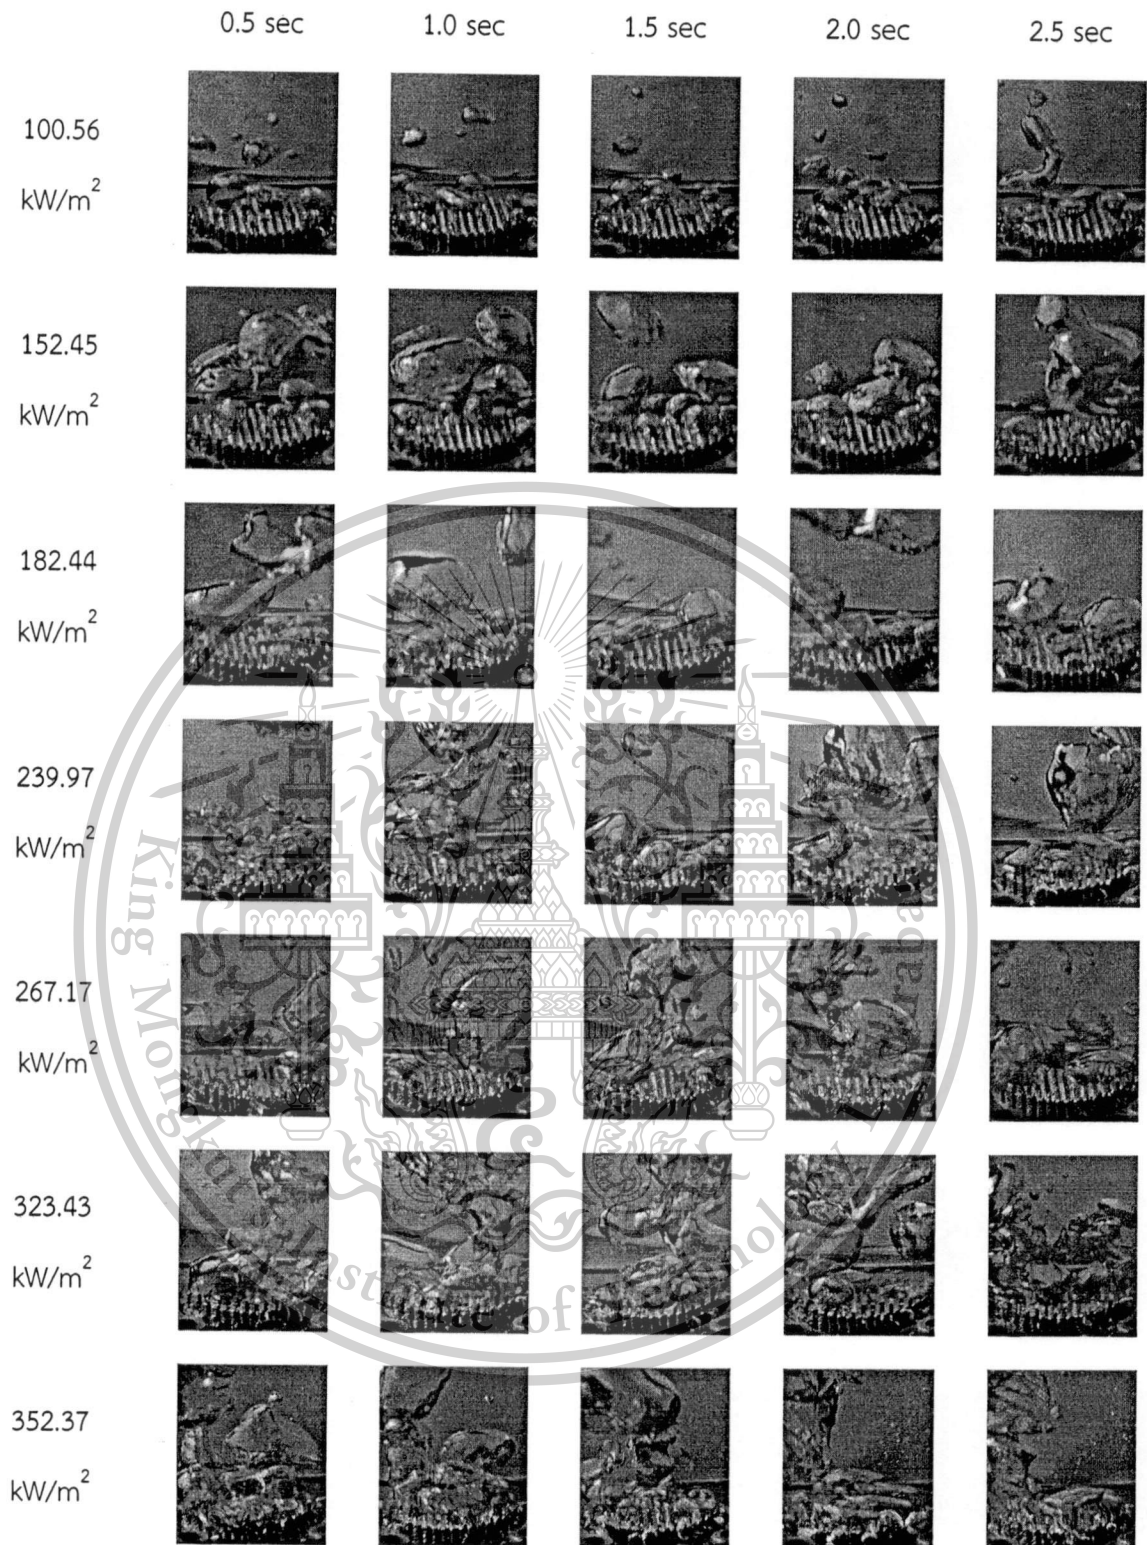 0.5 sec 1.0 sec 1.5 sec 2.0 sec 2.5 sec
100.56
kW/m²
152.45
kW/m²
182.44
kW/m²
239.97
kW/m²
267.17
kW/m²
323.43
kW/m²
352.37
kW/m²
King Mongkut's Institute of Technology Ladkrabang